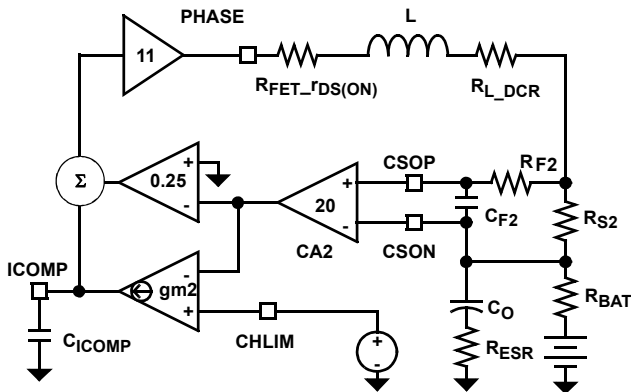 PHASE
L
11
RFET_rDS(ON)
RL_DCR
Σ
0.25
+
-
20
+
-
CA2
CSOP
CSON
RF2
CF2
RS2
ICOMP
CICOMP
gm2
-
+
CHLIM
+
-
CO
RESR
RBAT